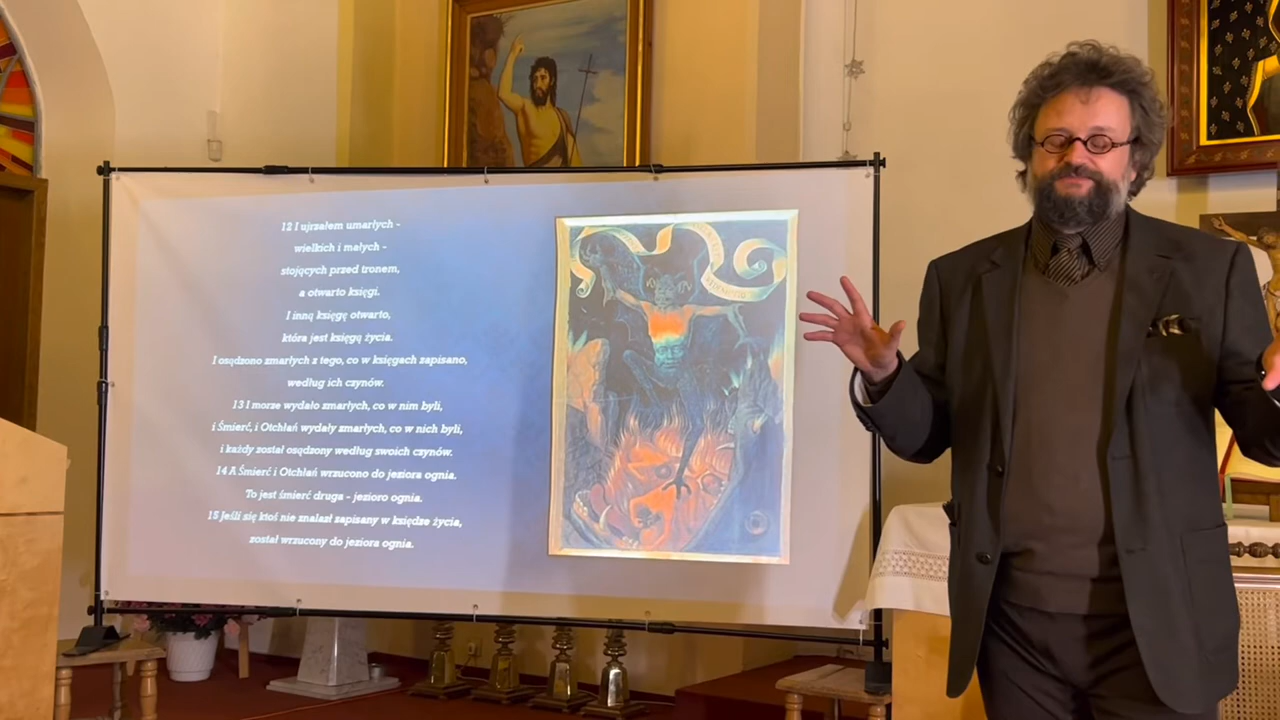 12 I ujrzałem umarłych -
wielkich i małych -
stojących przed tronem,
a otwarto księgi.
I inną księgę otwarto,
która jest księgą życia.
I osądzono zmarłych z tego, co w księgach zapisano,
według ich czynów.
13 I morze wydało zmarłych, co w nim byli,
i Śmierć, i Otchłań wydały zmarłych, co w nich byli,
i każdy został osądzony według swoich czynów.
14 A Śmierć i Otchłań wrzucono do jeziora ognia.
To jest śmierć druga - jezioro ognia.
15 Jeśli się ktoś nie znalazł zapisany w księdze życia,
został wrzucony do jeziora ognia.